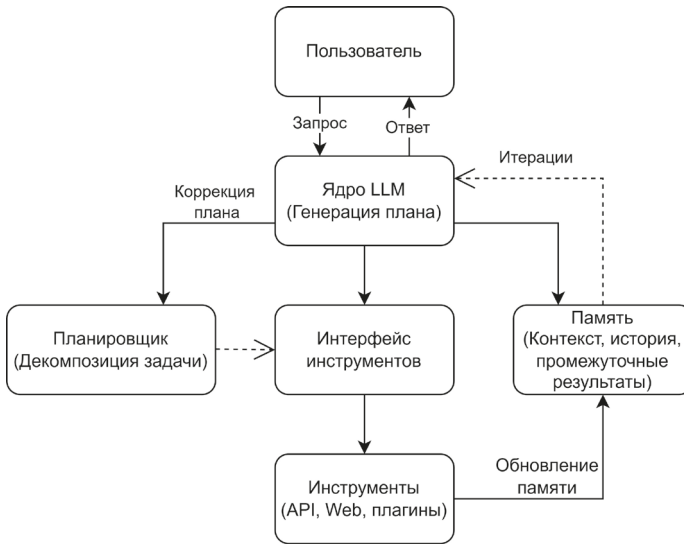 Пользователь
Запрос
Ответ
Итерации
Коррекция
плана
Ядро LLM
(Генерация плана)
Планировщик
(Декомпозиция задачи)
Интерфейс
инструментов
Память
(Контекст, история,
промежуточные
результаты)
Инструменты
(API, Web, плагины)
Обновление
памяти